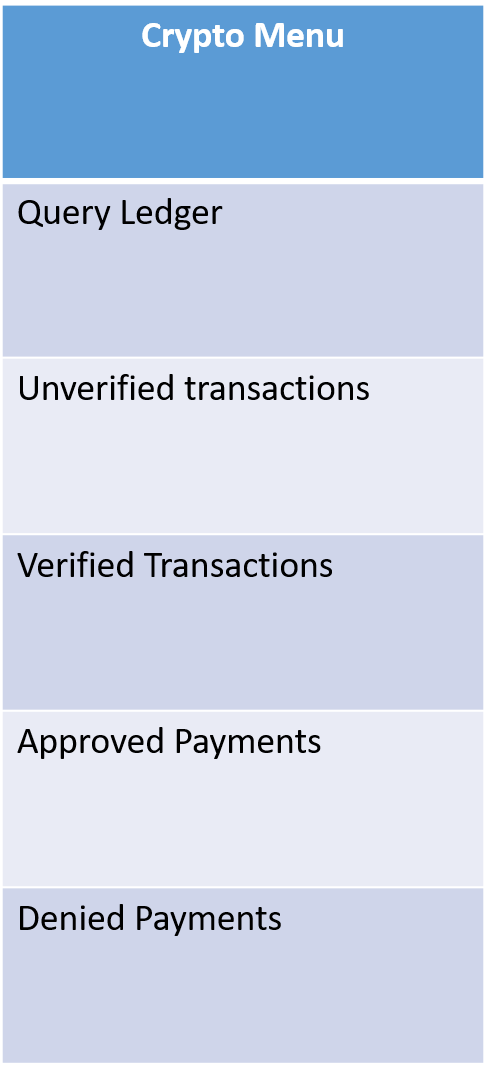 Crypto Menu
Query Ledger
Unverified transactions
Verified Transactions
Approved Payments
Denied Payments